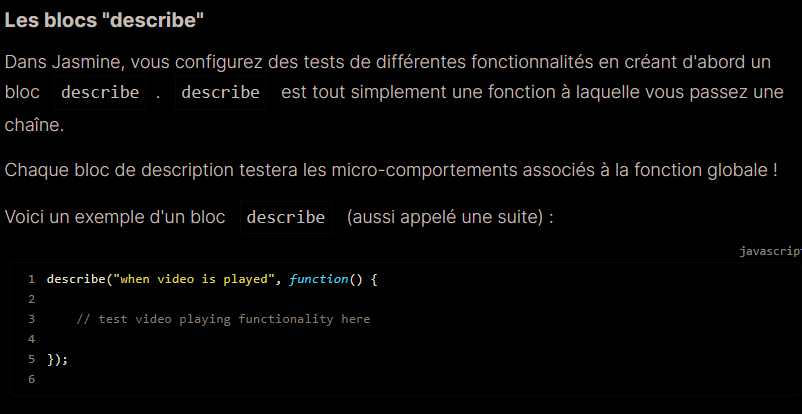 Les blocs "describe"
Dans Jasmine, vous configurez des tests de différentes fonctionnalités en créant d'abord un
bloc describe . describe est tout simplement une fonction à laquelle vous passez une
chaîne.
Chaque bloc de description testera les micro-comportements associés à la fonction globale !
Voici un exemple d'un bloc describe (aussi appelé une suite) :
javascript
1 describe("when video is played", function() {
2
3 // test video playing functionality here
4
5 });
6